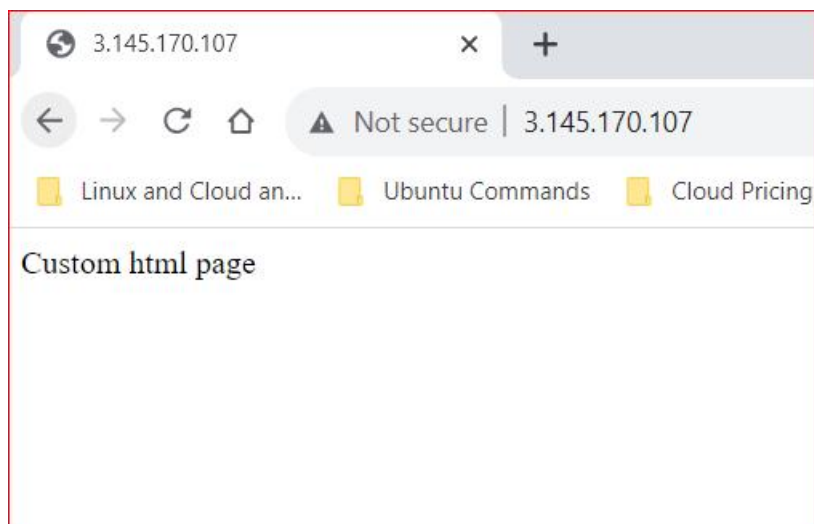 3.145.170.107
Not secure | 3.145.170.107
Linux and Cloud an... Ubuntu Commands Cloud Pricing
Custom html page